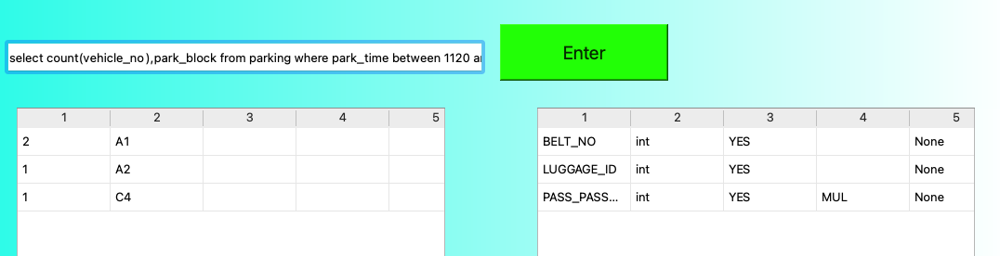 select count(vehicle_no),park_block from parking where park_time between 1120
Enter
1 2 3 4 5
2 A1
1 A2
1 C4
1 2 3 4 5
BELT_NO int YES None
LUGGAGE_ID int YES None
PASS_PASS... int YES MUL None